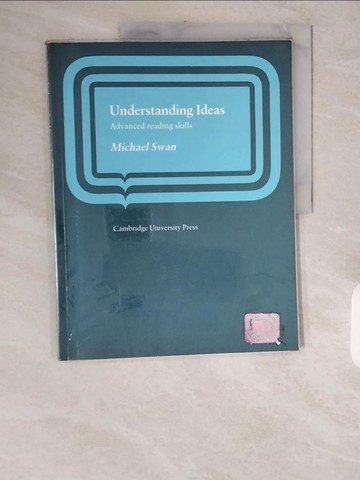 Understanding Ideas
Advanced reading skills
Michael Swan
Cambridge University Press